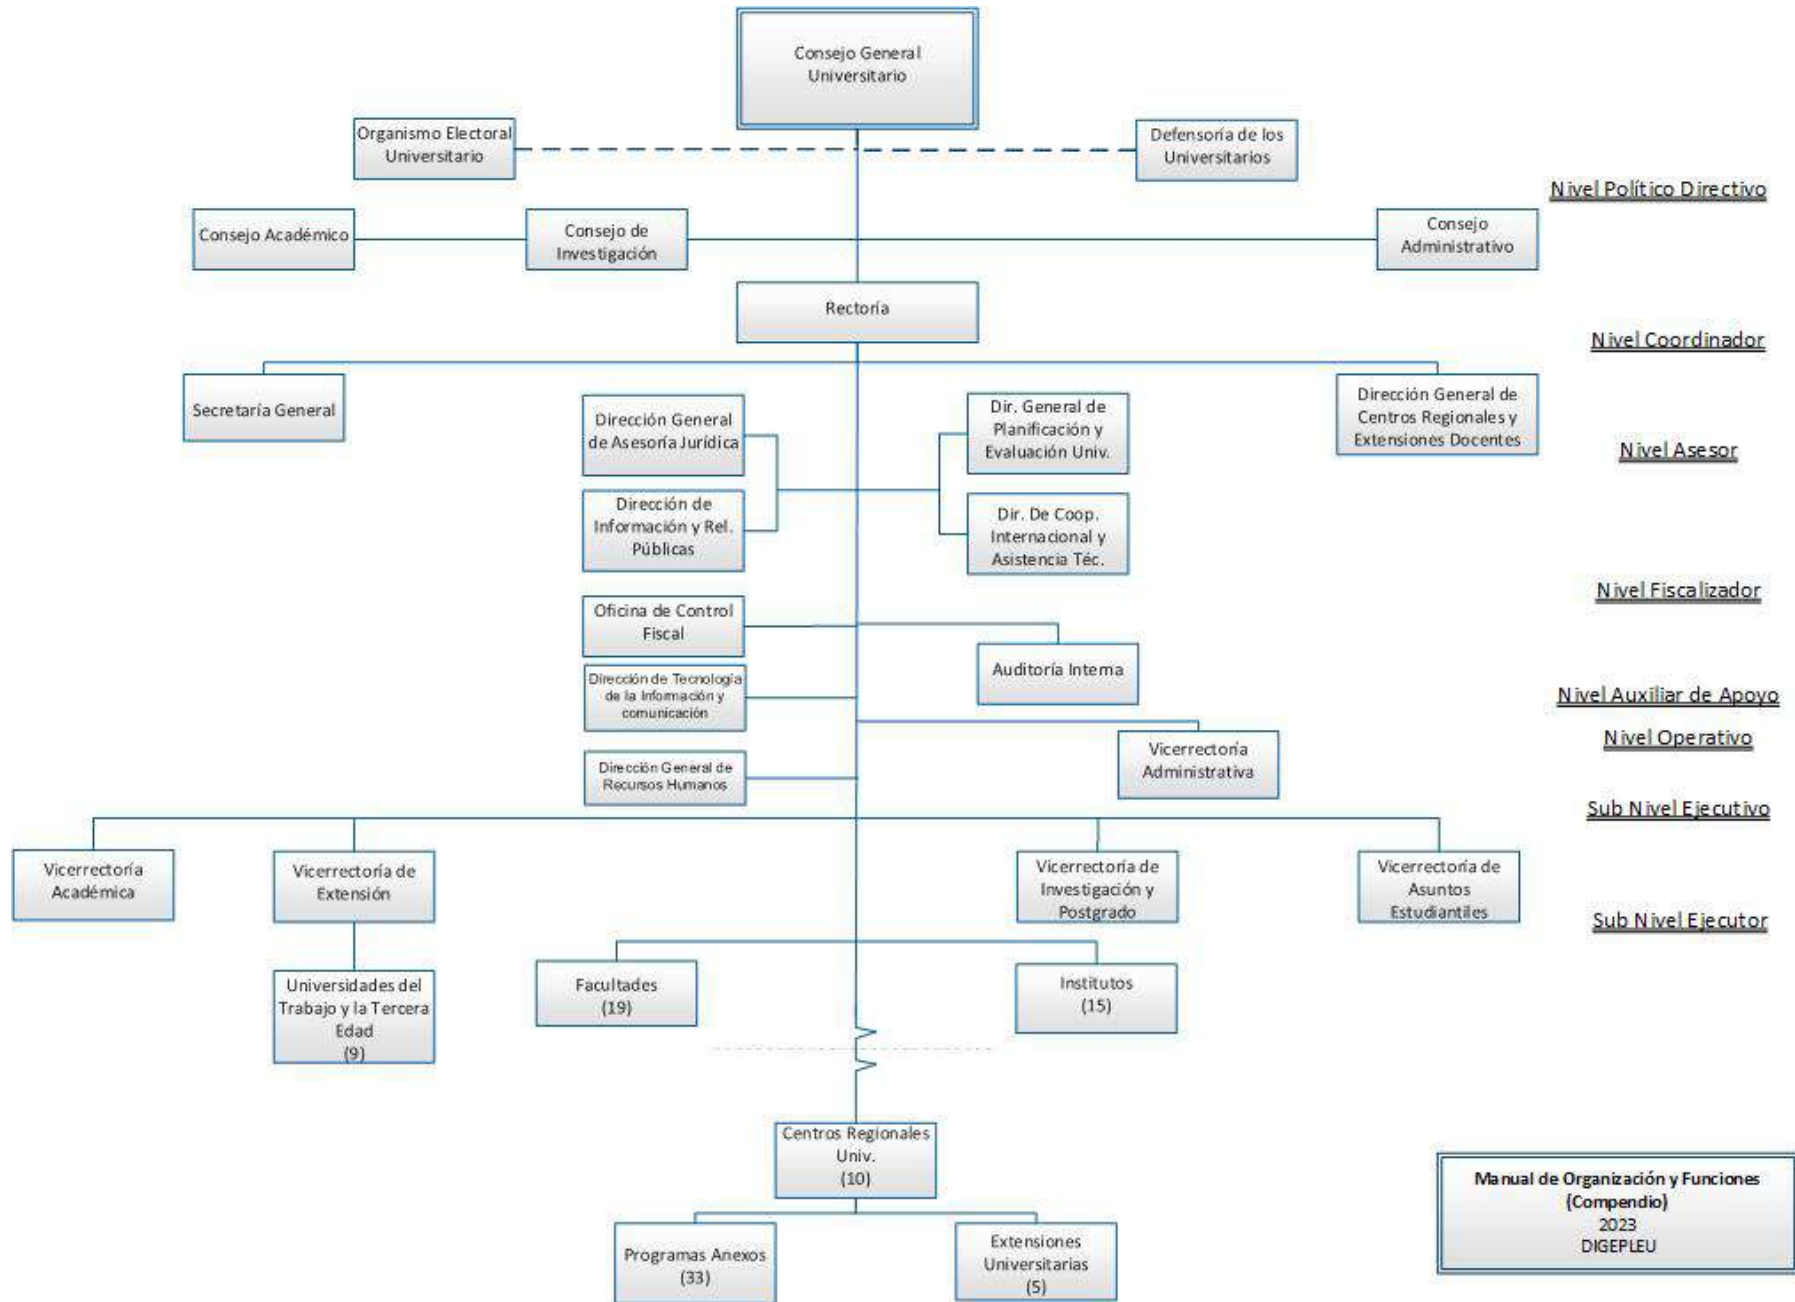 Consejo General
Universitario
Organismo Electoral
Universitario
Defensoría de los
Universitarios
Nivel Político Directivo
Consejo Académico
Consejo de
Investigación
Consejo
Administrativo
Rectoría
Nivel Coordinador
Secretaría General
Dirección General
de Asesoría Jurídica
Dir. General de
Planificación y
Evaluación Univ.
Dirección General de
Centros Regionales y
Extensiones Docentes
Nivel Asesor
Dirección de
Información y Rel.
Públicas
Dir. De Coop.
Internacional y
Asistencia Téc.
Nivel Fiscalizador
Oficina de Control
Fiscal
Auditoría Interna
Dirección de Tecnología
de la Información y
comunicación
Nivel Auxiliar de Apoyo
Nivel Operativo
Vicerrectoría
Administrativa
Dirección General de
Recursos Humanos
Sub Nivel Ejecutivo
Vicerrectoría
Académica
Vicerrectoría de
Extensión
Vicerrectoría de
Investigación y
Postgrado
Vicerrectoría de
Asuntos
Estudiantiles
Sub Nivel Ejecutor
Universidades del
Trabajo y la Tercera
Edad
(9)
Facultades
(19)
Institutos
(15)
Centros Regionales
Univ.
(10)
Programas Anexos
(33)
Extensiones
Universitarias
(5)
Manual de Organización y Funciones
(Compendio)
2023
DIGEPLEU